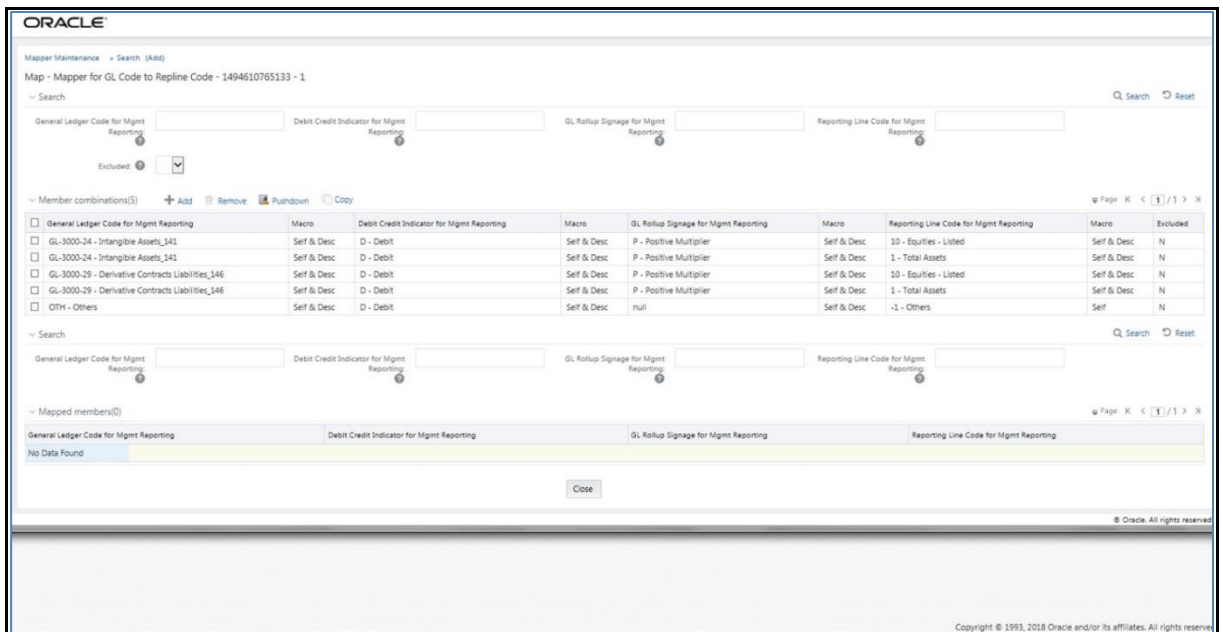 ORACLE
Mapper Maintenance » Search (Add)
Map - Mapper for GL Code to Repline Code - 1494610765133 - 1
Search Search Reset
General Ledger Code for Mgmt Reporting: Debit Credit Indicator for Mgmt Reporting: GL Rollup Signage for Mgmt Reporting: Reporting Line Code for Mgmt Reporting:
Excluded:
Member combinations(5) Add Remove Pushdown Copy Page 1 / 1
General Ledger Code for Mgmt Reporting Macro Debit Credit Indicator for Mgmt Reporting Macro GL Rollup Signage for Mgmt Reporting Macro Reporting Line Code for Mgmt Reporting Macro Excluded
GL-3000-24 - Intangible Assets_141 Self & Desc D - Debit Self & Desc P - Positive Multiplier Self & Desc 10 - Equities - Listed Self & Desc N
GL-3000-24 - Intangible Assets_141 Self & Desc D - Debit Self & Desc P - Positive Multiplier Self & Desc 1 - Total Assets Self & Desc N
GL-3000-29 - Derivative Contracts Liabilities_146 Self & Desc D - Debit Self & Desc P - Positive Multiplier Self & Desc 10 - Equities - Listed Self & Desc N
GL-3000-29 - Derivative Contracts Liabilities_146 Self & Desc D - Debit Self & Desc P - Positive Multiplier Self & Desc 1 - Total Assets Self & Desc N
OTH - Others Self & Desc D - Debit Self & Desc null Self & Desc -1 - Others Self N
Search Search Reset
General Ledger Code for Mgmt Reporting: Debit Credit Indicator for Mgmt Reporting: GL Rollup Signage for Mgmt Reporting: Reporting Line Code for Mgmt Reporting:
Mapped members(0) Page 1 / 1
General Ledger Code for Mgmt Reporting Debit Credit Indicator for Mgmt Reporting GL Rollup Signage for Mgmt Reporting Reporting Line Code for Mgmt Reporting
No Data Found
Close
® Oracle. All rights reserved
Copyright © 1993, 2018 Oracle and/or its affiliates. All rights reserve